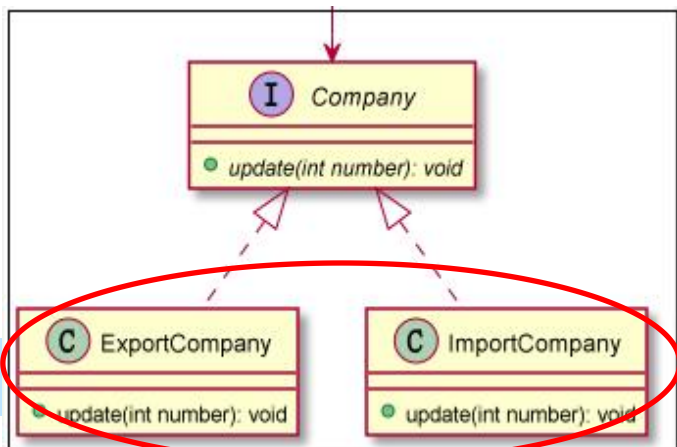 I Company
update(int number): void
C ExportCompany
update(int number): void
C ImportCompany
update(int number): void